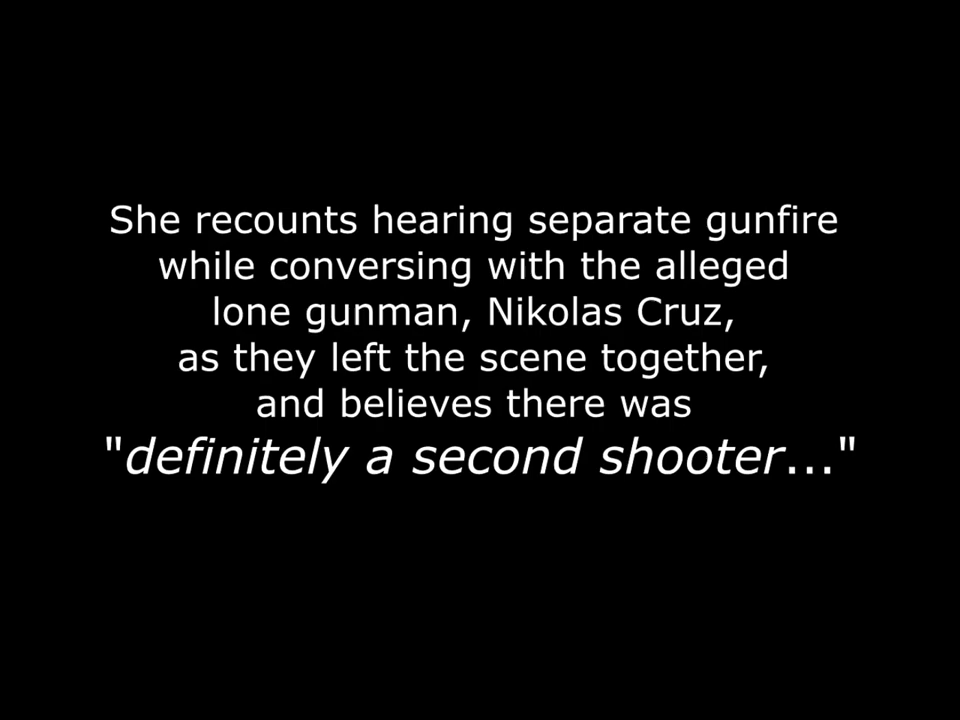 She recounts hearing separate gunfire
while conversing with the alleged
lone gunman, Nikolas Cruz,
as they left the scene together,
and believes there was
"definitely a second shooter..."